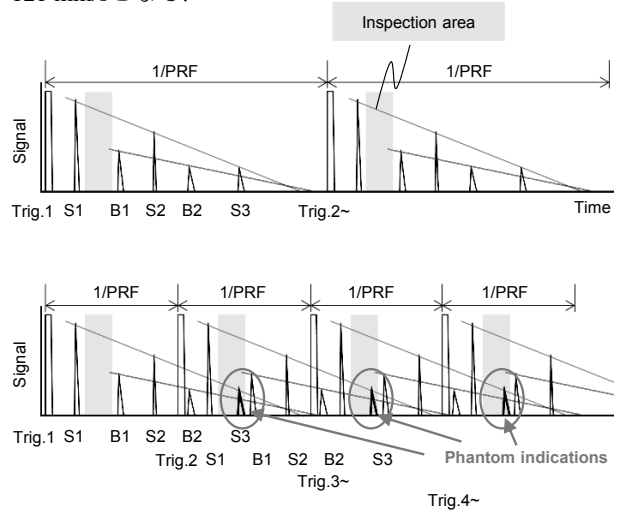 Inspection area
1/PRF 1/PRF
Signal
Trig.1 S1 B1 S2 B2 S3 Trig.2~ Time
1/PRF 1/PRF 1/PRF 1/PRF
Signal
Trig.1 S1 B1 S2 B2 S3
Trig.2 S1 B1 S2 B2 S3 Phantom indications
Trig.3~
Trig.4~